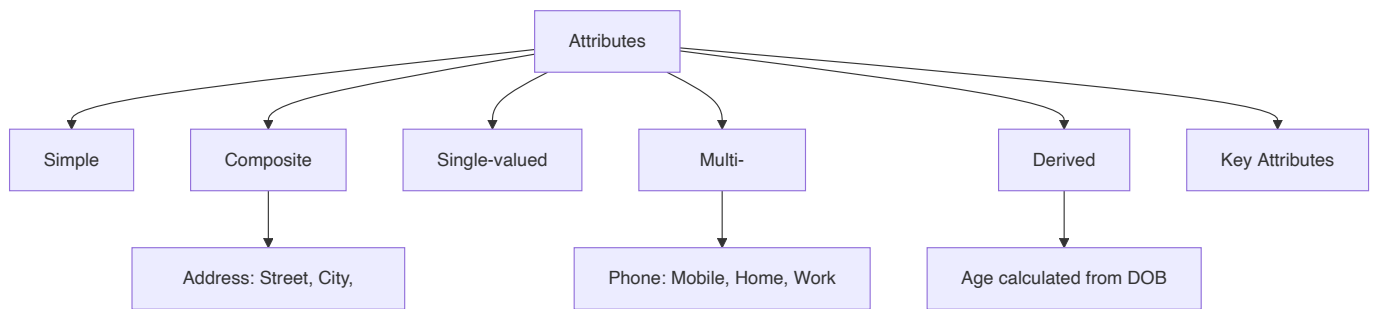 Attributes
Simple
Composite
Single-valued
Multi-
Derived
Key Attributes
Address: Street, City,
Phone: Mobile, Home, Work
Age calculated from DOB